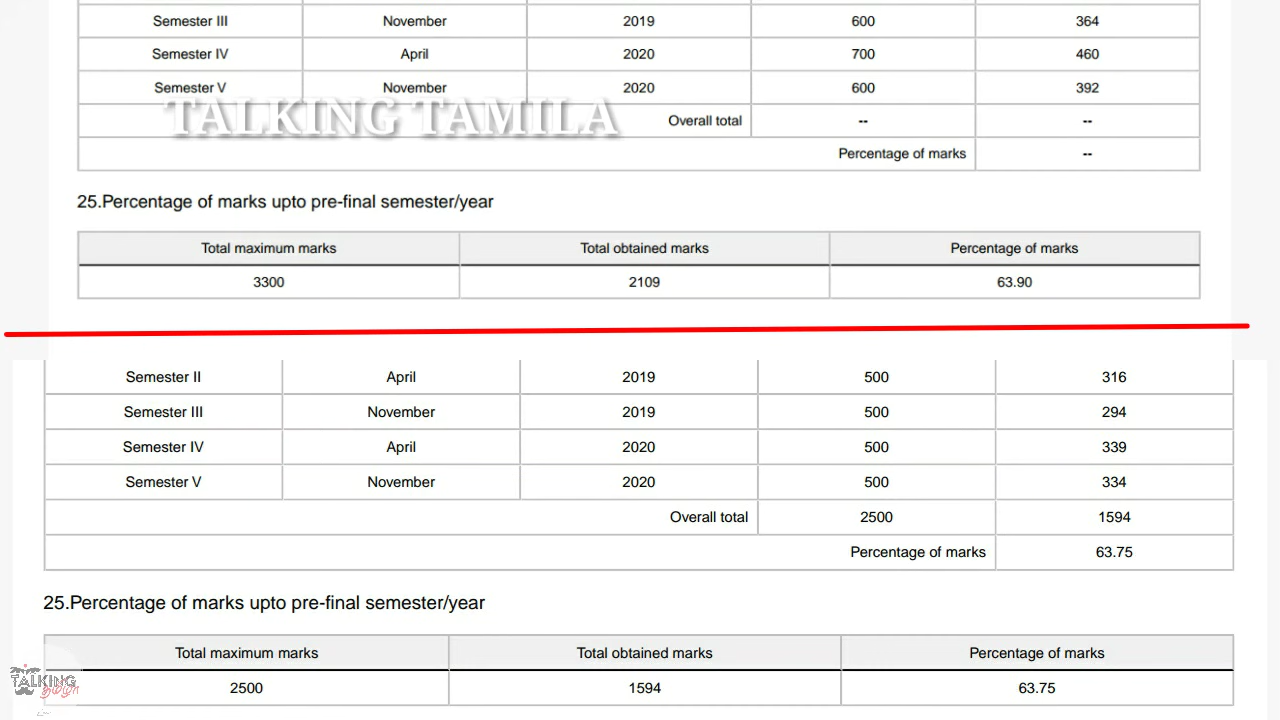 Semester III November 2019 600 364
Semester IV April 2020 700 460
Semester V November 2020 600 392
TALKING TAMILA
Overall total -- --
Percentage of marks --
25.Percentage of marks upto pre-final semester/year
Total maximum marks Total obtained marks Percentage of marks
3300 2109 63.90
Semester II April 2019 500 316
Semester III November 2019 500 294
Semester IV April 2020 500 339
Semester V November 2020 500 334
Overall total 2500 1594
Percentage of marks 63.75
25.Percentage of marks upto pre-final semester/year
Total maximum marks Total obtained marks Percentage of marks
2500 1594 63.75
TALKING
தமிழா